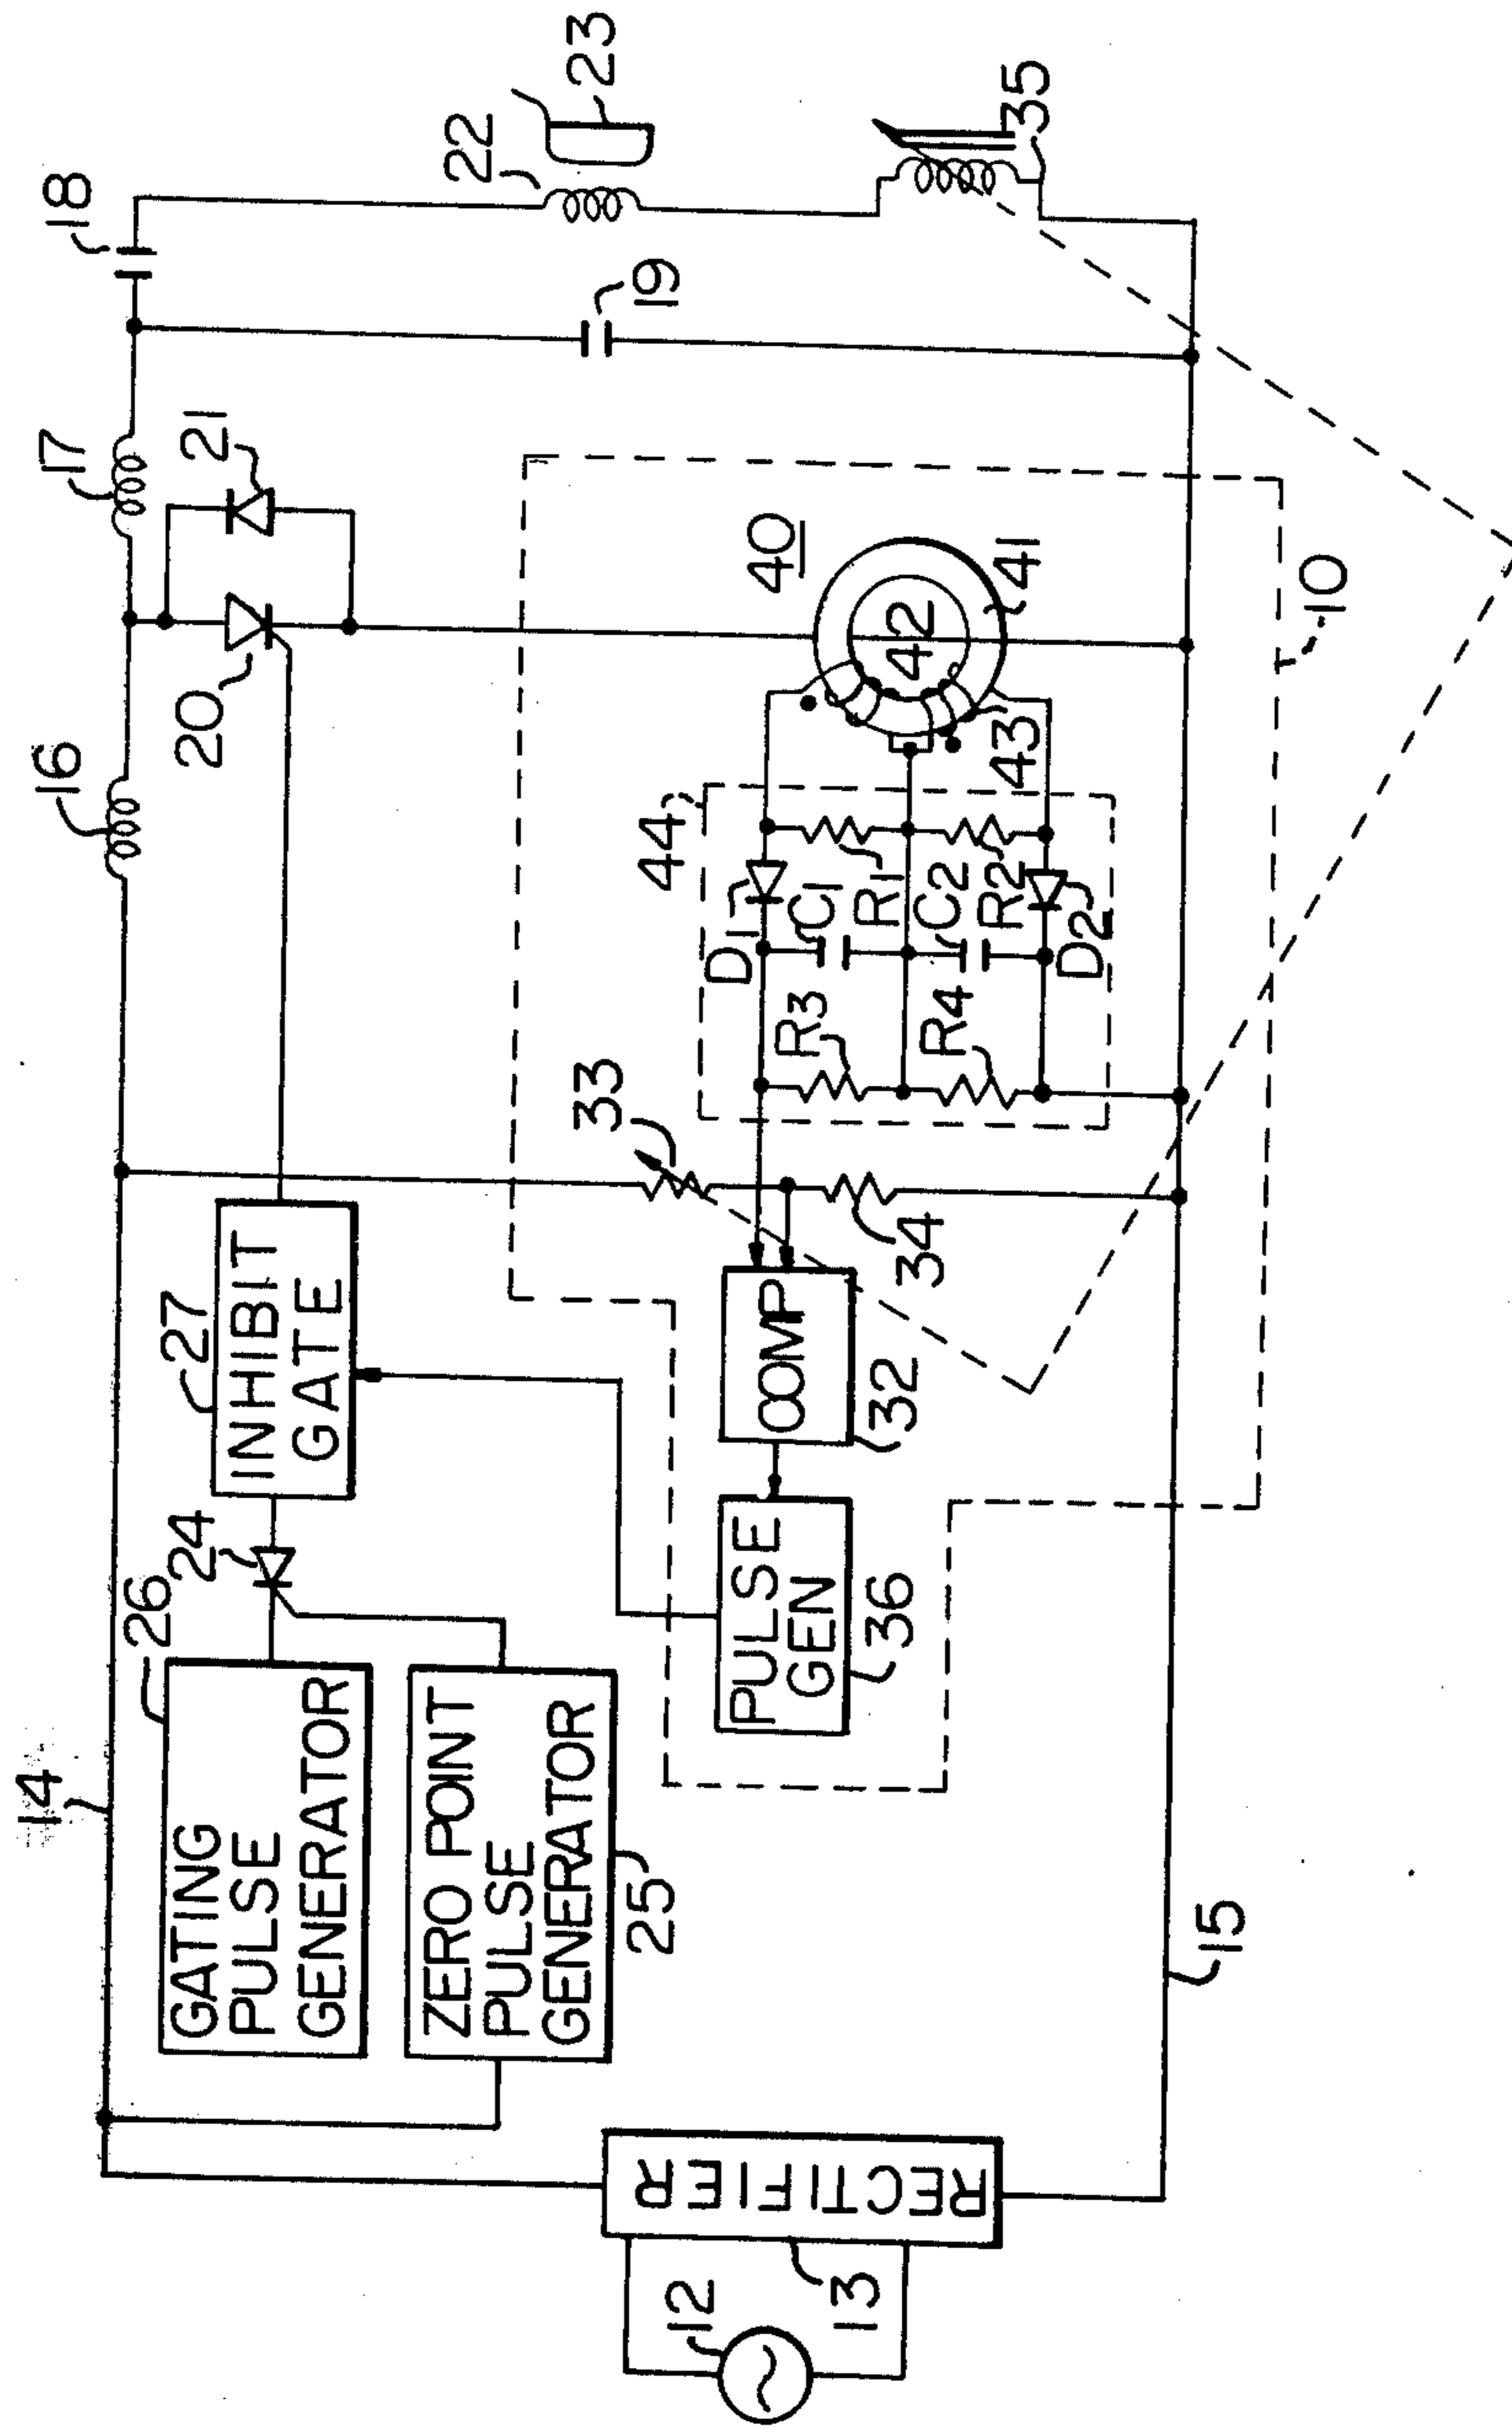 14
26
GATING
PULSE
GENERATOR
24
27
INHIBIT
GATE
16
20
17
21
18
22
23
19
35
ZERO POINT
PULSE
GENERATOR
25
12
13
RECTIFIER
PULSE
GEN
36
COMP
32
33
34
44
D1
C1
R1
R3
R4
C2
R2
D2
40
42
41
43
10
15